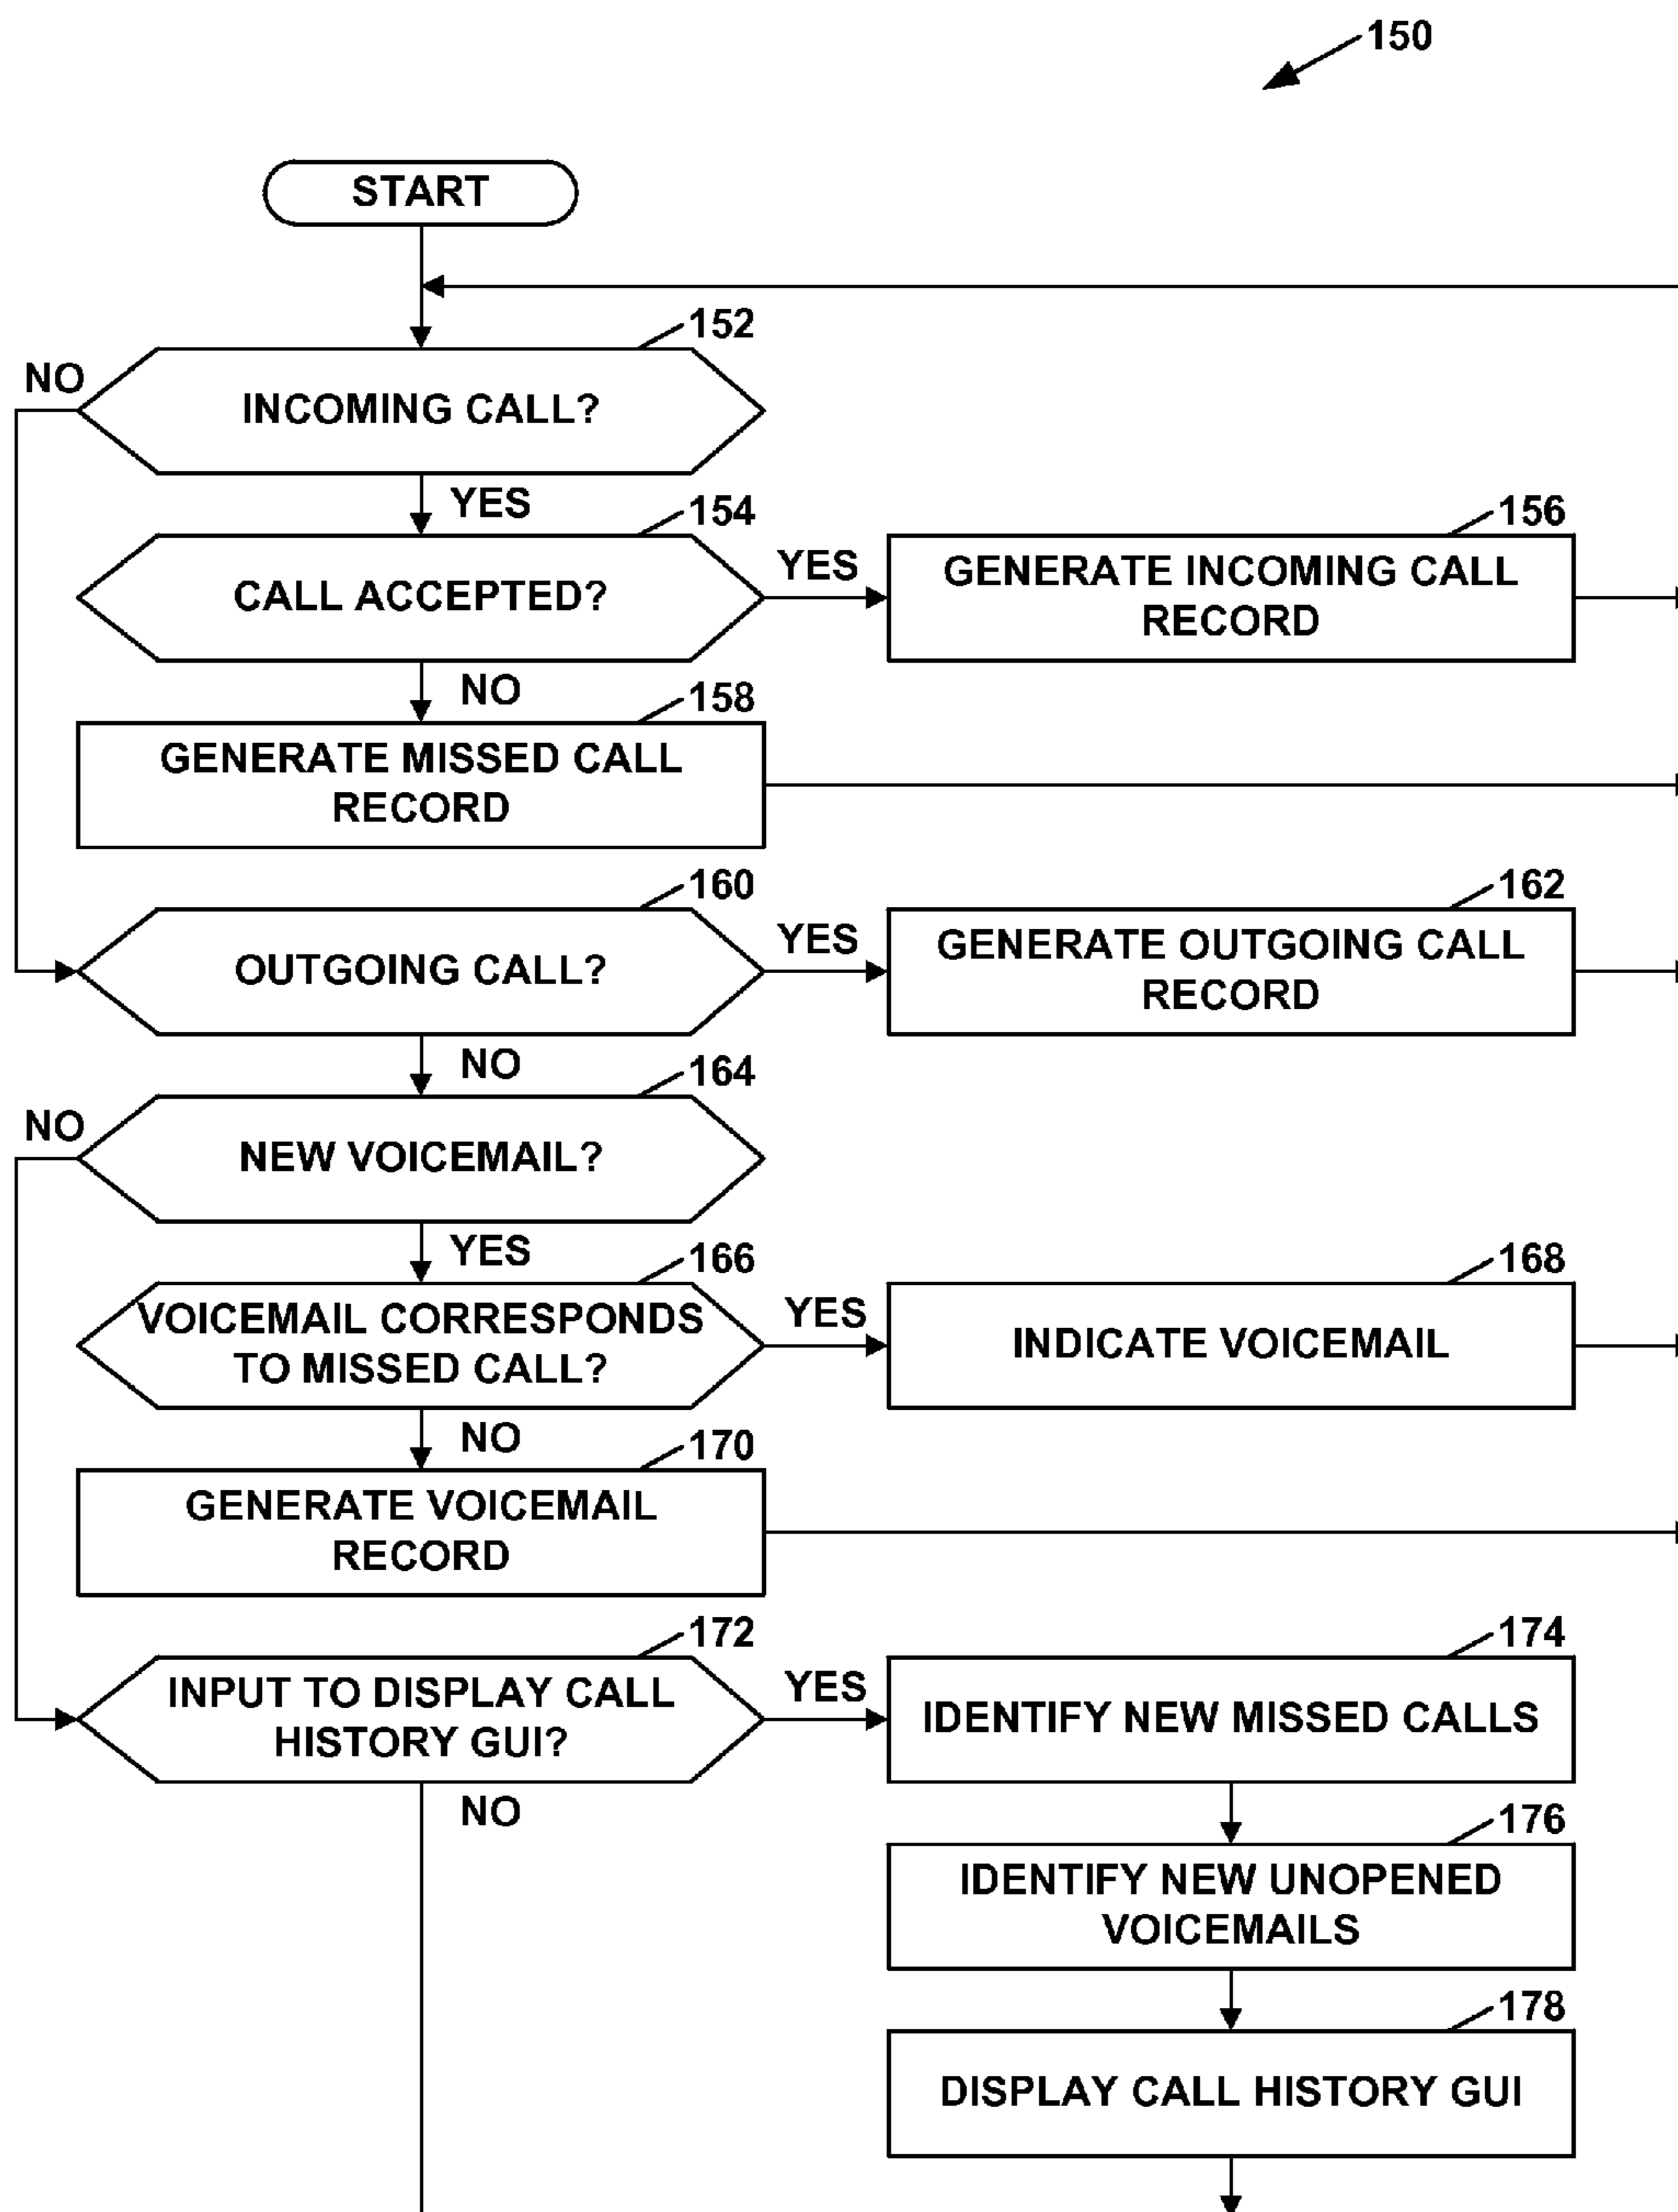 150
START
152
NO
INCOMING CALL?
YES
154
CALL ACCEPTED?
YES
156
GENERATE INCOMING CALL
RECORD
NO
158
GENERATE MISSED CALL
RECORD
160
OUTGOING CALL?
YES
162
GENERATE OUTGOING CALL
RECORD
NO
164
NO
NEW VOICEMAIL?
YES
166
VOICEMAIL CORRESPONDS
TO MISSED CALL?
YES
168
INDICATE VOICEMAIL
NO
170
GENERATE VOICEMAIL
RECORD
172
INPUT TO DISPLAY CALL
HISTORY GUI?
YES
174
IDENTIFY NEW MISSED CALLS
NO
176
IDENTIFY NEW UNOPENED
VOICEMAILS
178
DISPLAY CALL HISTORY GUI